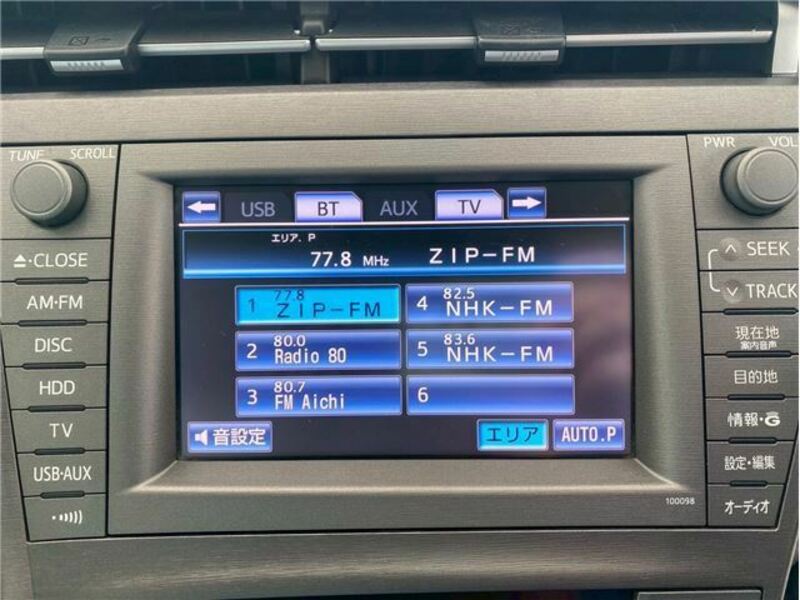 TUNE SCROLL
PWR VOL
USB BT AUX TV
エリア. P
77.8 MHz ZIP-FM
1 77.8 ZIP-FM
4 82.5 NHK-FM
2 80.0 Radio 80
5 83.6 NHK-FM
3 80.7 FM Aichi
6
音設定 エリア AUTO.P
100098
CLOSE
AM·FM
DISC
HDD
TV
USB·AUX
SEEK
TRACK
現在地
案内音声
目的地
情報·G
設定·編集
オーディオ